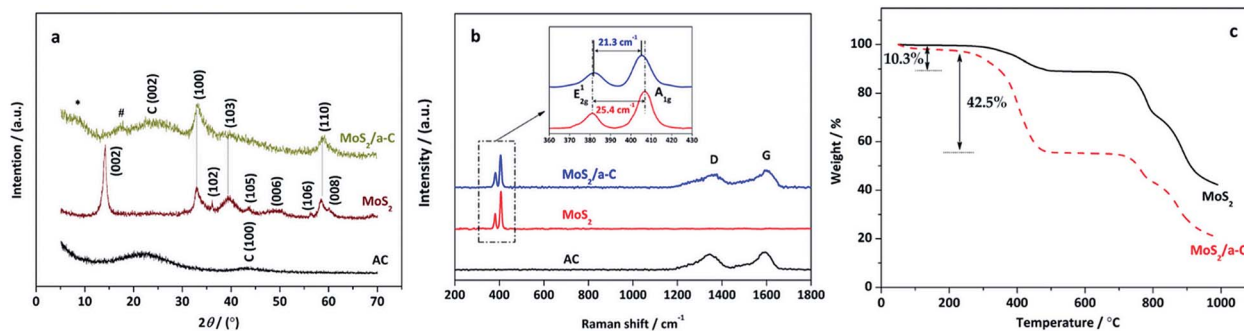 a
*
#
C (002)
(100)
(103)
(110)
MoS2/a-C
(002)
(102)
(105)
(006)
(106)
(008)
MoS2
C (100)
AC
Intention / (a.u.)
0 10 20 30 40 50 60 70
2θ / (°)
b
21.3 cm-1
E12g
A1g
25.4 cm-1
360 370 380 390 400 410 420 430
D
G
MoS2/a-C
MoS2
AC
Intensity / (a.u.)
200 400 600 800 1000 1200 1400 1600 1800
Raman shift / cm-1
c
100
80
60
40
20
0
10.3%
42.5%
MoS2
MoS2/a-C
Weight / %
0 200 400 600 800 1000
Temperature / °C